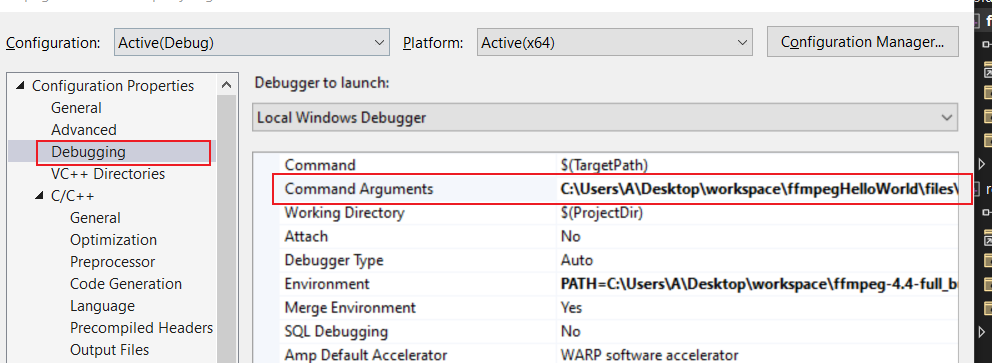 Configuration: Active(Debug) Platform: Active(x64) Configuration Manager...
Configuration Properties
General
Advanced
Debugging
VC++ Directories
C/C++
General
Optimization
Preprocessor
Code Generation
Language
Precompiled Headers
Output Files
Debugger to launch:
Local Windows Debugger
Command $(TargetPath)
Command Arguments C:\Users\A\Desktop\workspace\ffmpegHelloWorld\files\
Working Directory $(ProjectDir)
Attach No
Debugger Type Auto
Environment PATH=C:\Users\A\Desktop\workspace\ffmpeg-4.4-full_b
Merge Environment Yes
SQL Debugging No
Amp Default Accelerator WARP software accelerator